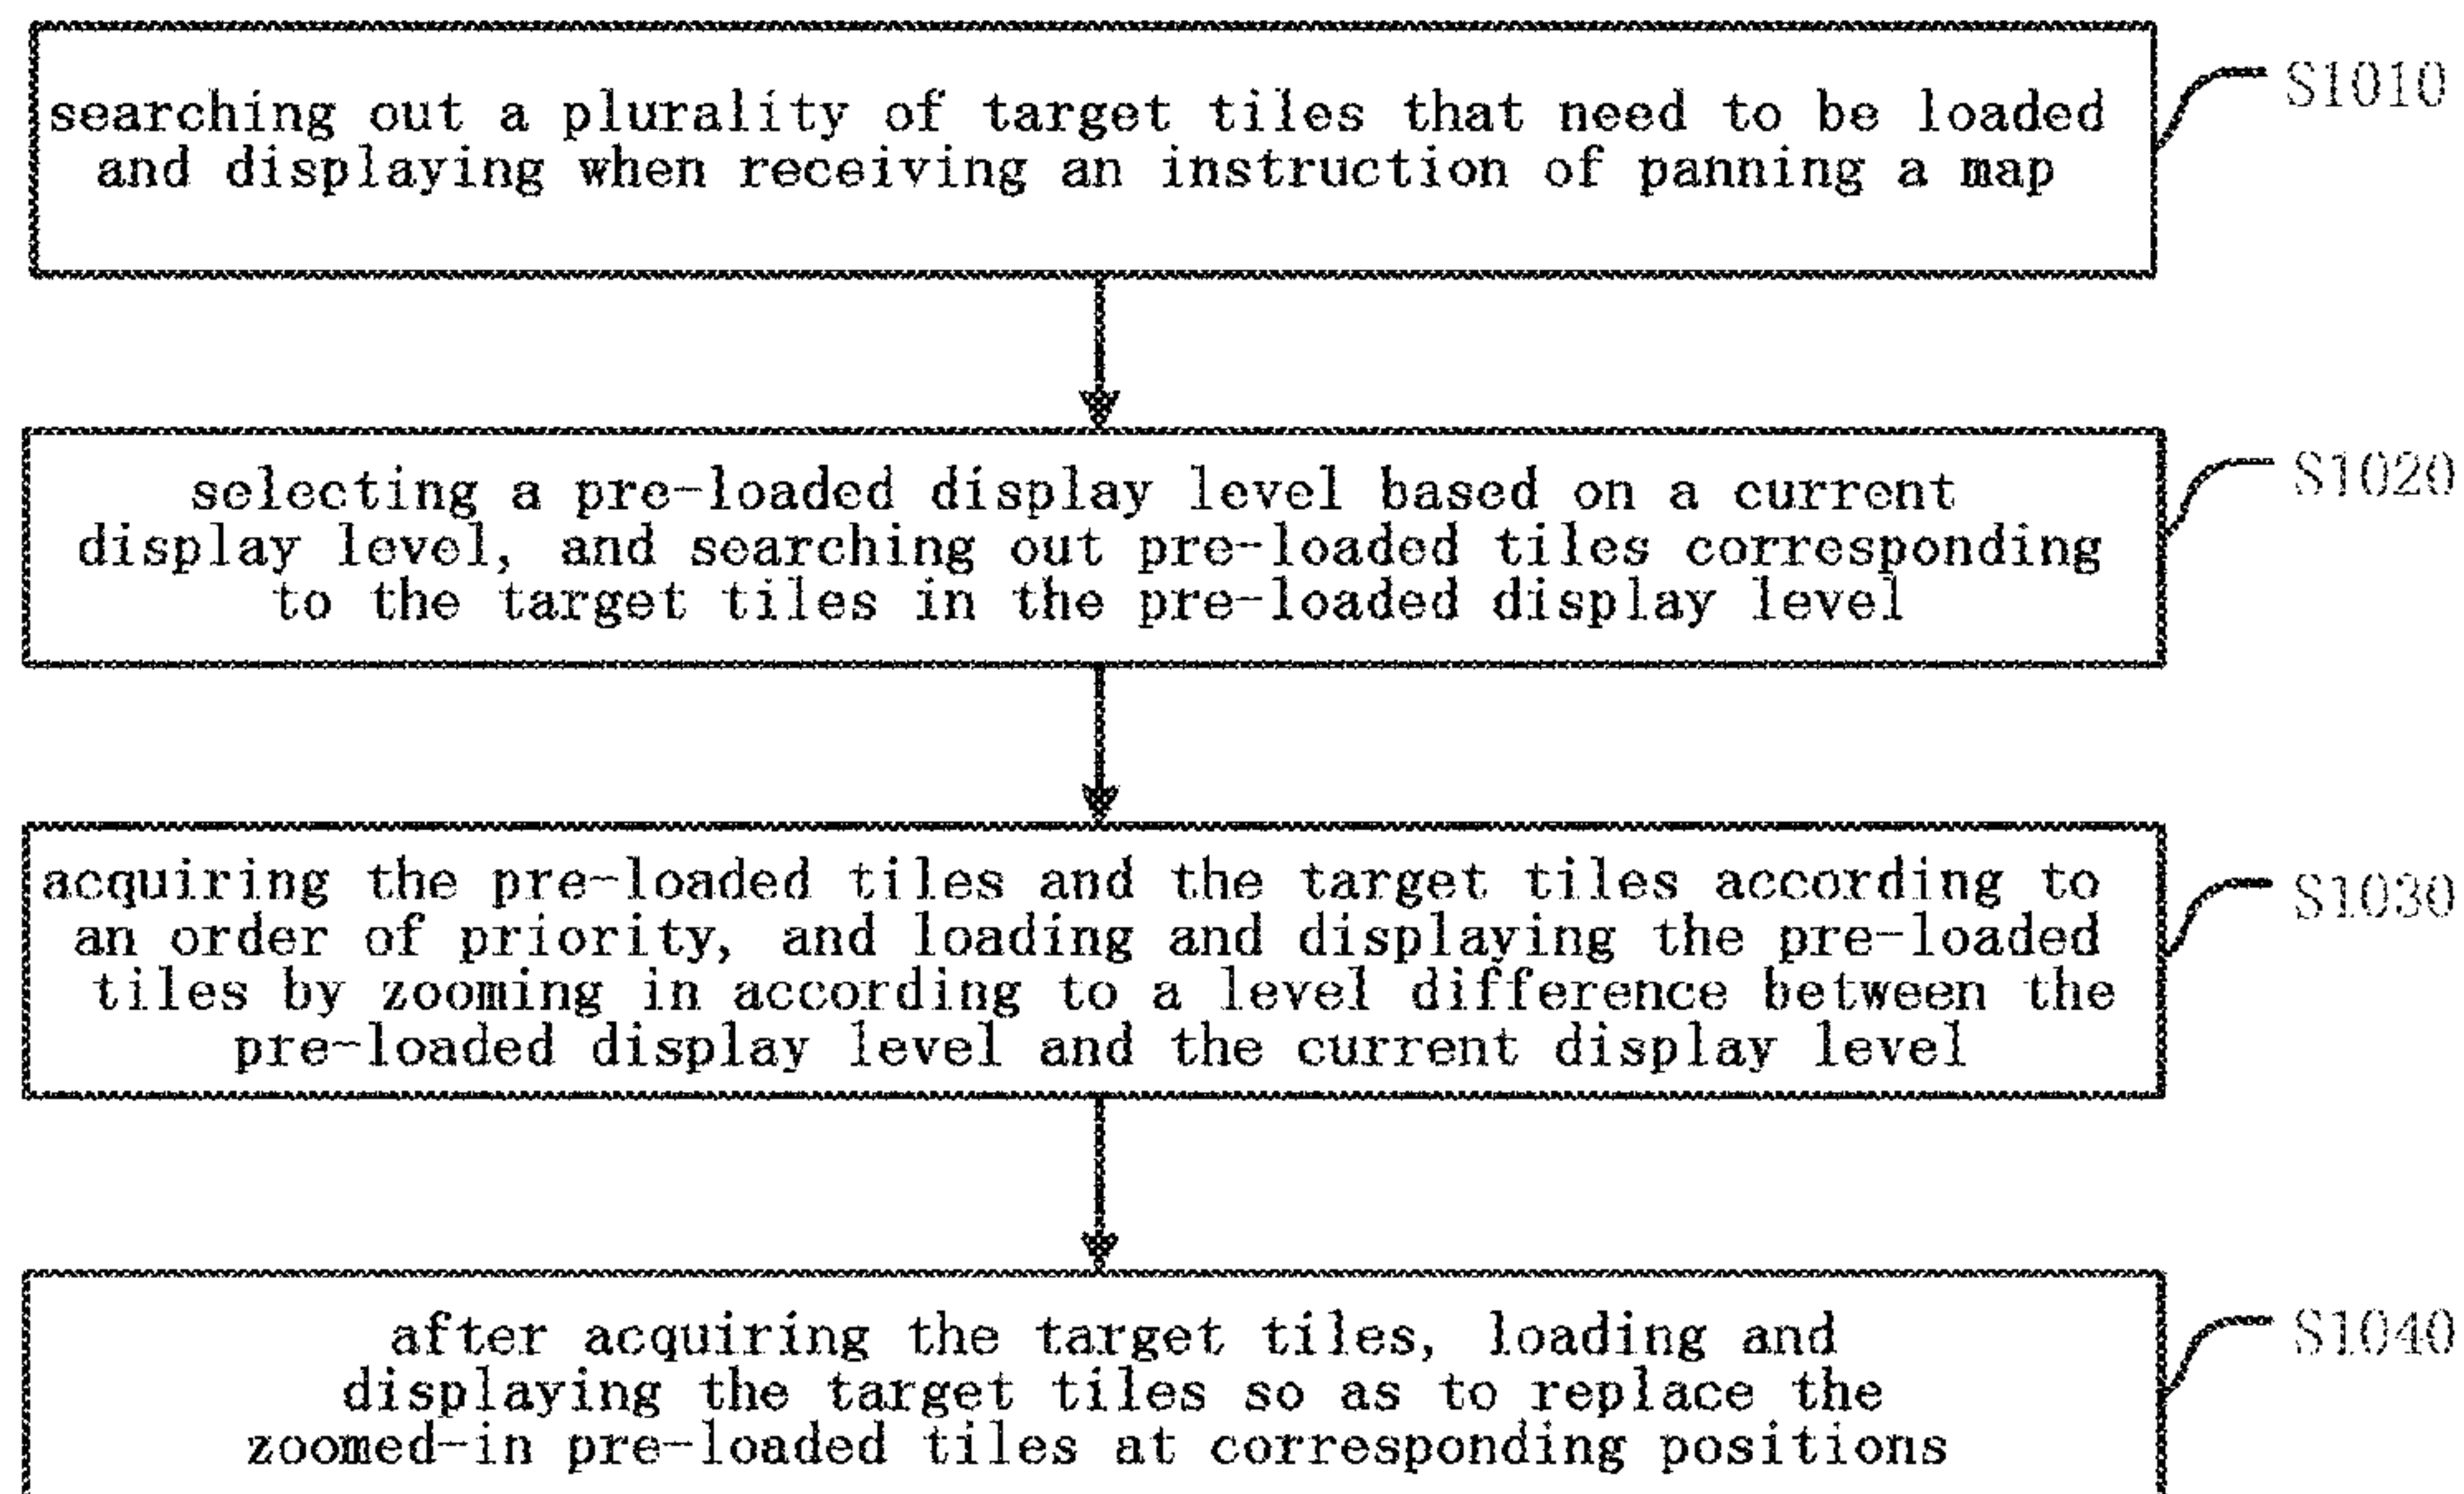 searching out a plurality of target tiles that need to be loaded
and displaying when receiving an instruction of panning a map
S1010
selecting a pre-loaded display level based on a current
display level, and searching out pre-loaded tiles corresponding
to the target tiles in the pre-loaded display level
S1020
acquiring the pre-loaded tiles and the target tiles according to
an order of priority, and loading and displaying the pre-loaded
tiles by zooming in according to a level difference between the
pre-loaded display level and the current display level
S1030
after acquiring the target tiles, loading and
displaying the target tiles so as to replace the
zoomed-in pre-loaded tiles at corresponding positions
S1040